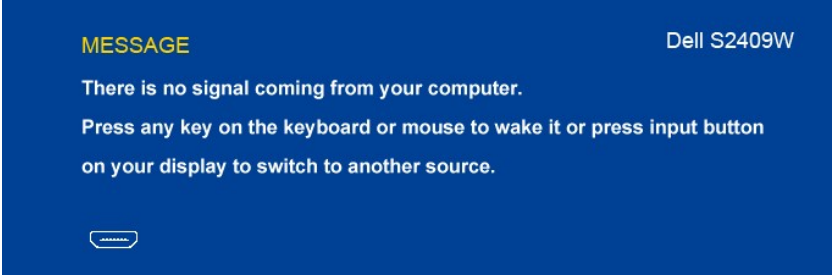 MESSAGE
Dell S2409W
There is no signal coming from your computer.
Press any key on the keyboard or mouse to wake it or press input button
on your display to switch to another source.